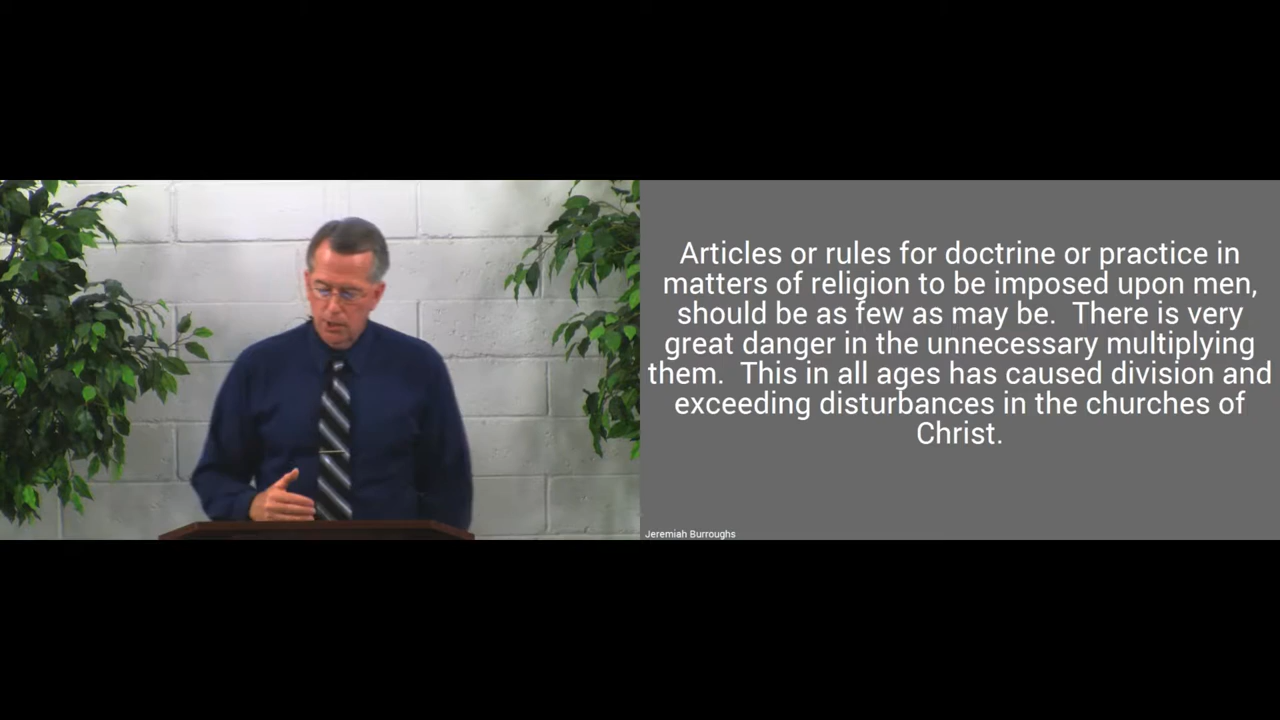 Articles or rules for doctrine or practice in
matters of religion to be imposed upon men,
should be as few as may be.  There is very
great danger in the unnecessary multiplying
them.  This in all ages has caused division and
exceeding disturbances in the churches of
Christ.
Jeremiah Burroughs